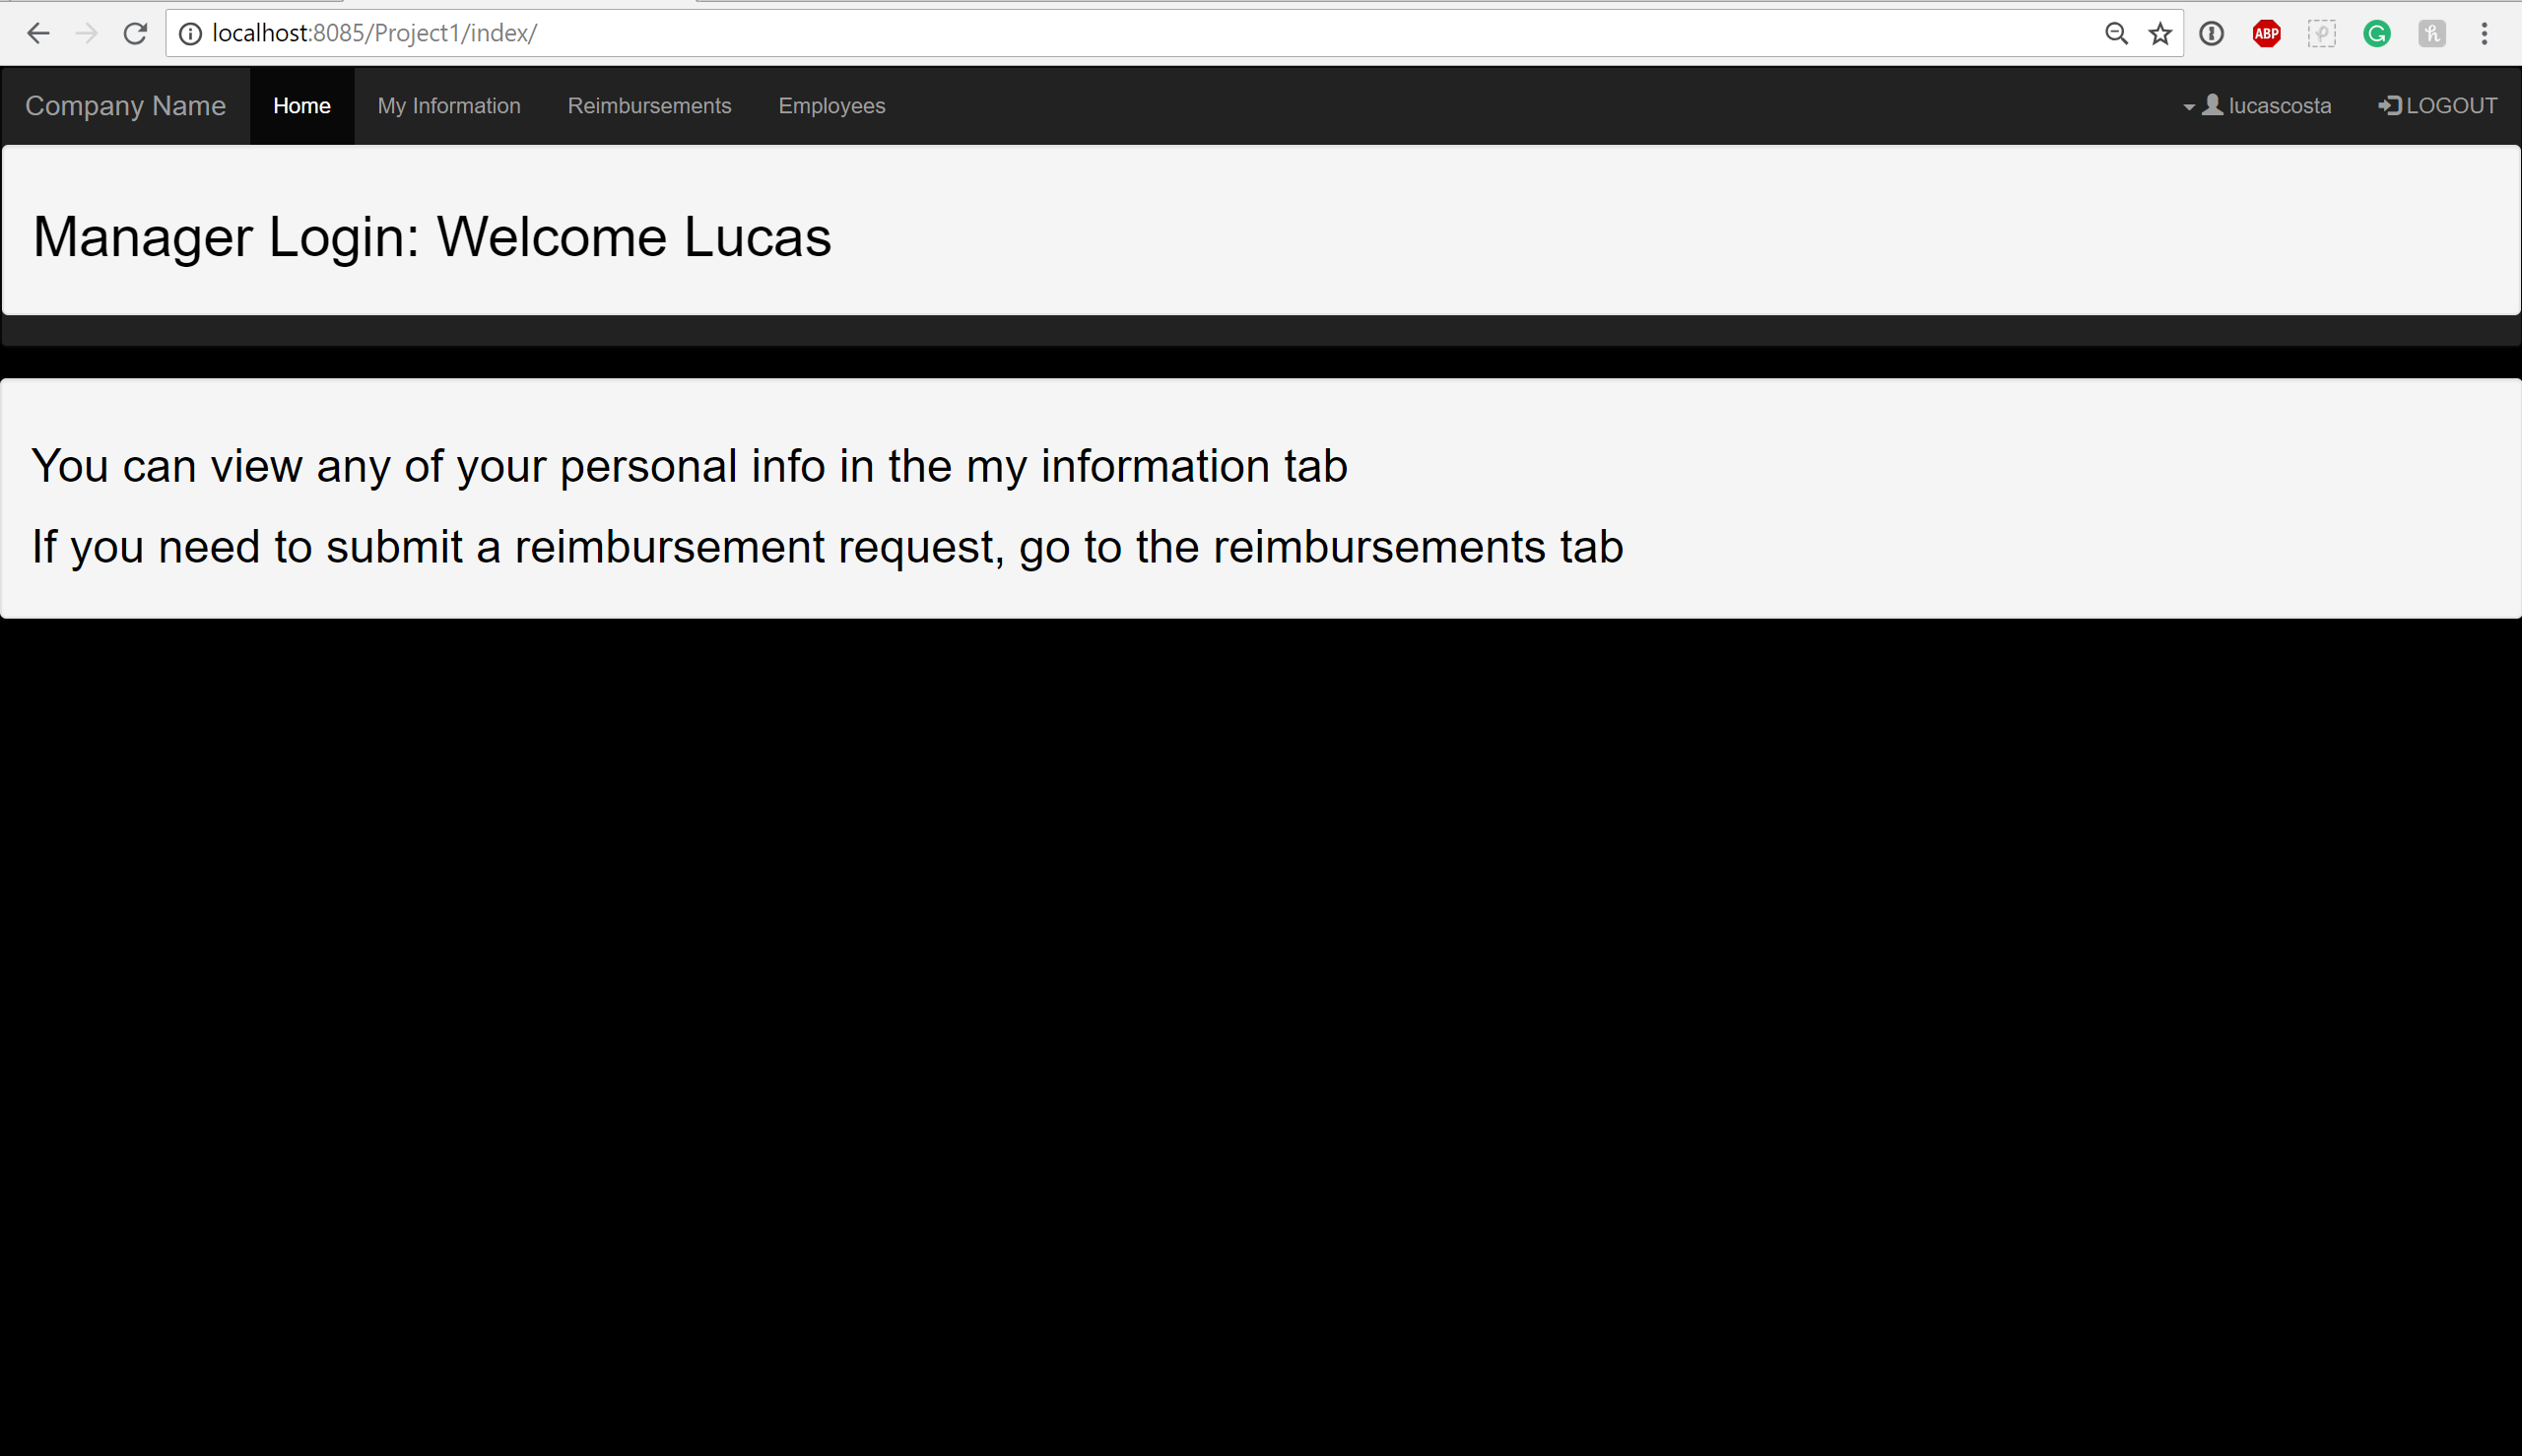 localhost:8085/Project1/index/
ABP
Company Name Home My Information Reimbursements Employees lucascosta LOGOUT
Manager Login: Welcome Lucas
You can view any of your personal info in the my information tab
If you need to submit a reimbursement request, go to the reimbursements tab